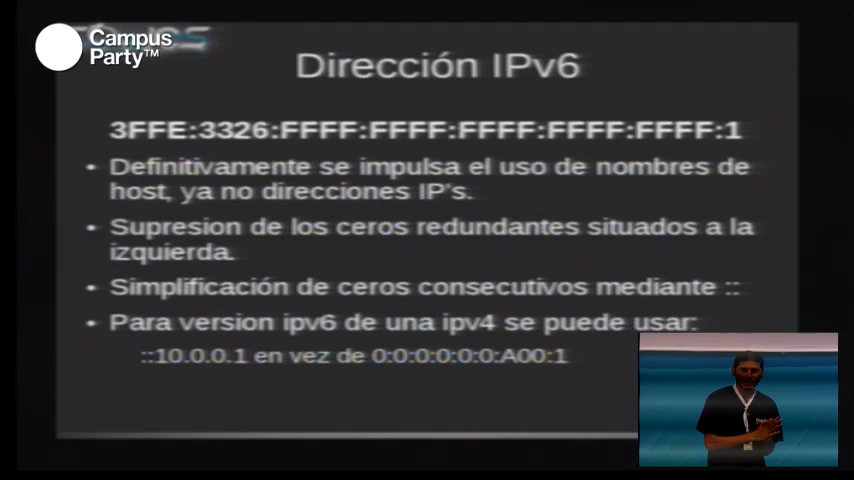 Campus
Party™
Dirección IPv6
3FFE:3326:FFFF:FFFF:FFFF:FFFF:FFFF:1
• Definitivamente se impulsa el uso de nombres de
host, ya no direcciones IP's.
• Supresion de los ceros redundantes situados a la
izquierda.
• Simplificación de ceros consecutivos mediante ::
• Para version ipv6 de una ipv4 se puede usar:
::10.0.0.1 en vez de 0:0:0:0:0:0:A00:1